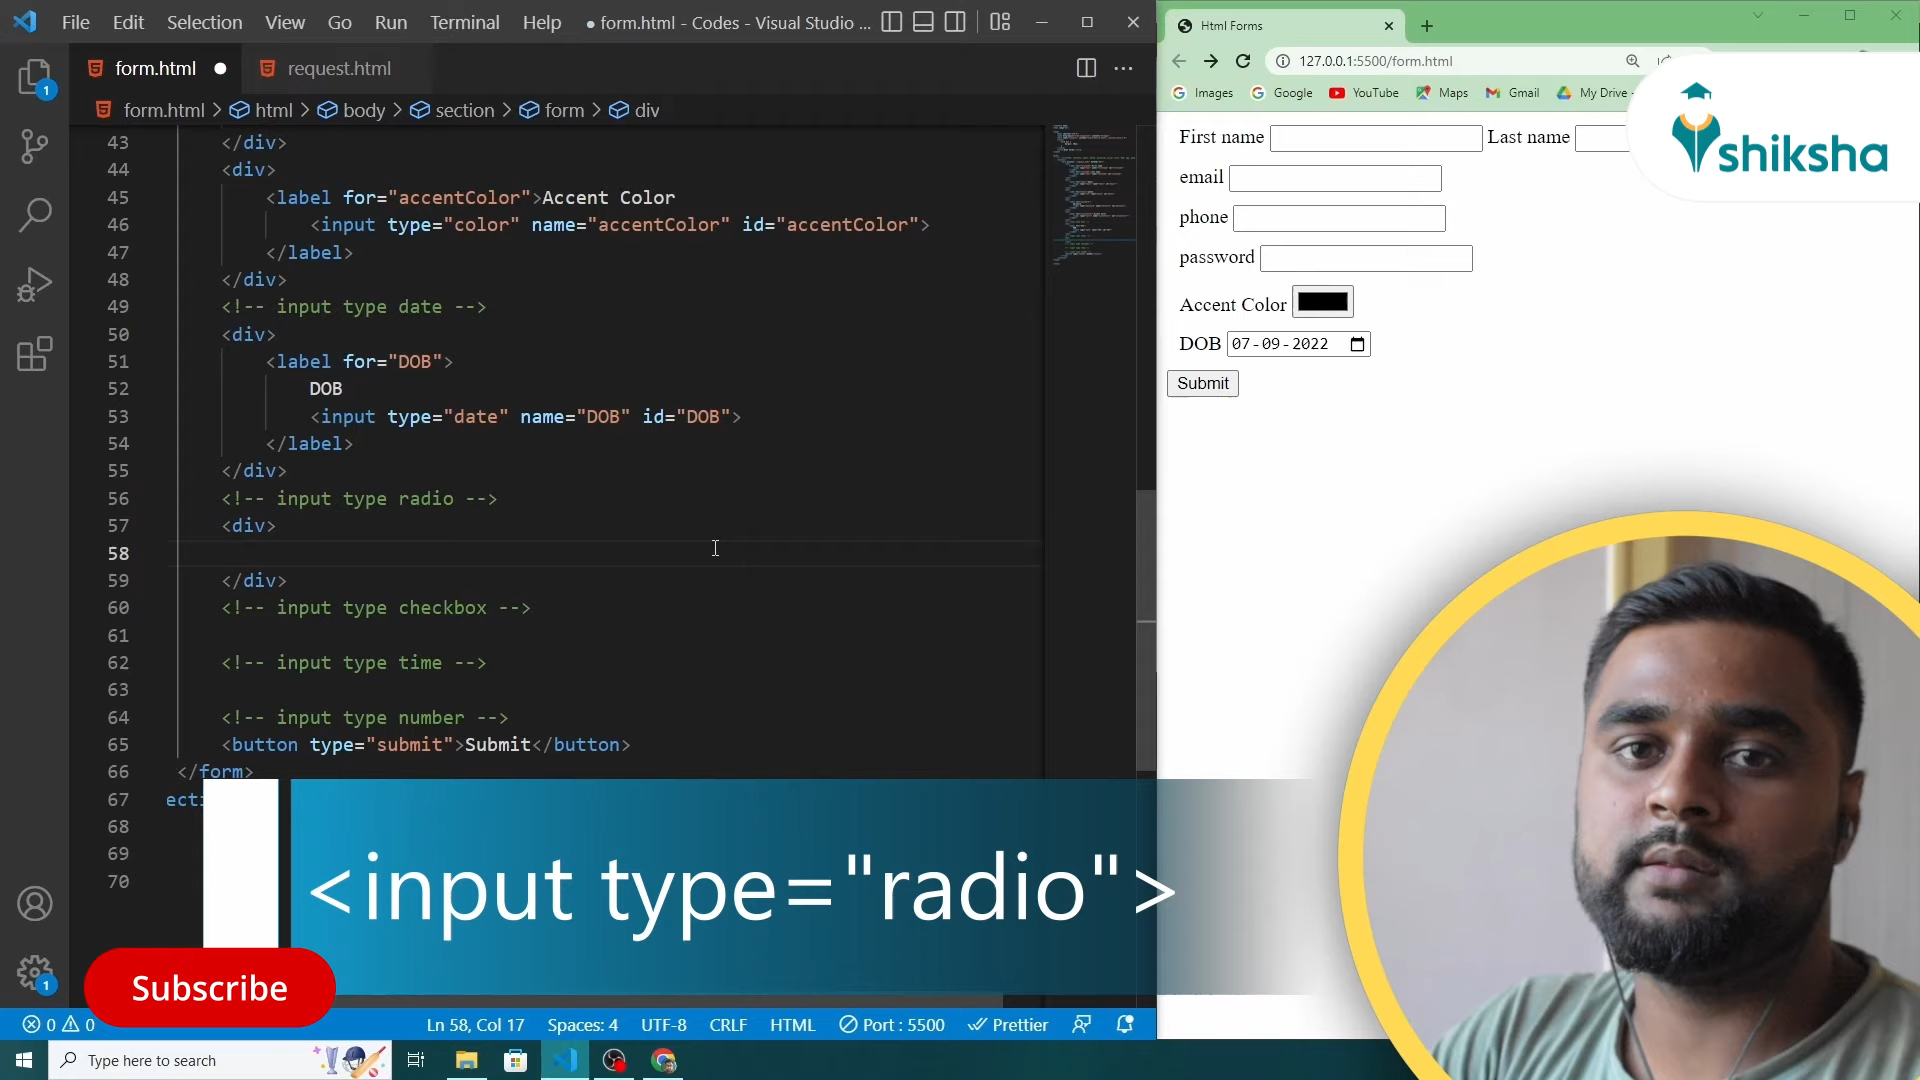 File Edit Selection View Go Run Terminal Help ● form.html - Codes - Visual Studio ...
form.html ● request.html
form.html > html > body > section > form > div
43 </div>
44 <div>
45 <label for="accentColor">Accent Color
46 <input type="color" name="accentColor" id="accentColor">
47 </label>
48 </div>
49 <!-- input type date -->
50 <div>
51 <label for="DOB">
52 DOB
53 <input type="date" name="DOB" id="DOB">
54 </label>
55 </div>
56 <!-- input type radio -->
57 <div>
58
59 </div>
60 <!-- input type checkbox -->
61
62 <!-- input type time -->
63
64 <!-- input type number -->
65 <button type="submit">Submit</button>
66 </form>
67 ecti
68
69
70
<input type="radio">
Subscribe
0 0 Ln 58, Col 17 Spaces: 4 UTF-8 CRLF HTML Port : 5500 Prettier
Type here to search
1
1
Html Forms
127.0.0.1:5500/form.html
Images Google YouTube Maps Gmail My Drive -
shiksha
First name Last name
email
phone
password
Accent Color
DOB 07-09-2022
Submit